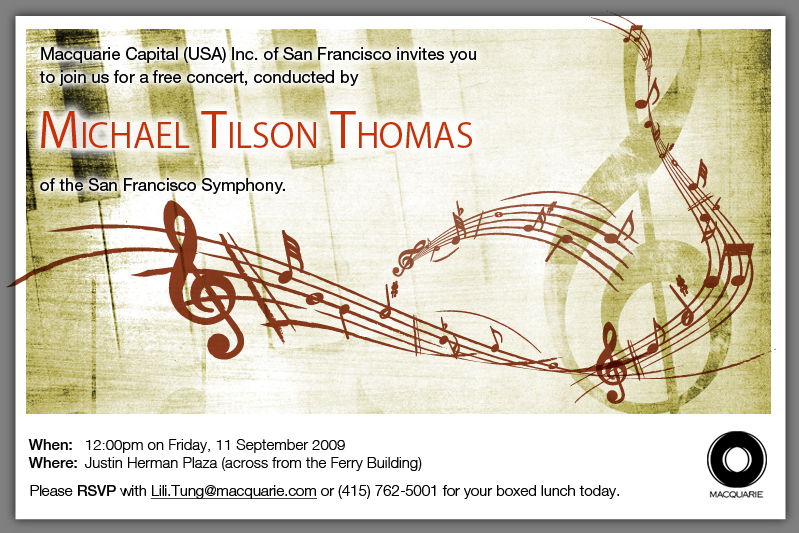 Macquarie Capital (USA) Inc. of San Francisco invites you
to join us for a free concert, conducted by
Michael Tilson Thomas
of the San Francisco Symphony.
When: 12:00pm on Friday, 11 September 2009
Where: Justin Herman Plaza (across from the Ferry Building)
Please RSVP with Lili.Tung@macquarie.com or (415) 762-5001 for your boxed lunch today.
MACQUARIE